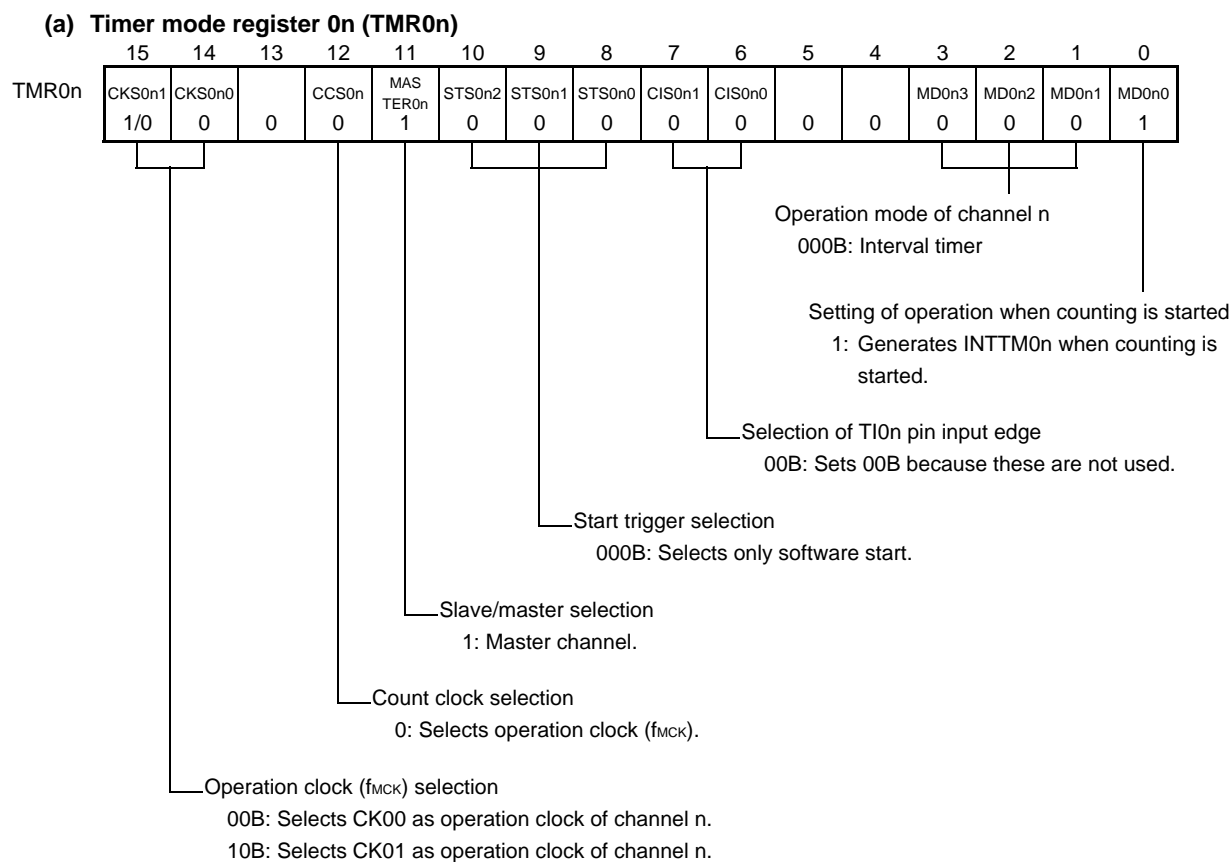 (a) Timer mode register 0n (TMR0n)
15 14 13 12 11 10 9 8 7 6 5 4 3 2 1 0
TMR0n CKS0n1 CKS0n0 CCS0n MAS TER0n STS0n2 STS0n1 STS0n0 CIS0n1 CIS0n0 MD0n3 MD0n2 MD0n1 MD0n0
1/0 0 0 0 1 0 0 0 0 0 0 0 0 0 0 1
Operation mode of channel n
000B: Interval timer
Setting of operation when counting is started
1: Generates INTTM0n when counting is
started.
Selection of TI0n pin input edge
00B: Sets 00B because these are not used.
Start trigger selection
000B: Selects only software start.
Slave/master selection
1: Master channel.
Count clock selection
0: Selects operation clock (fMCK).
Operation clock (fMCK) selection
00B: Selects CK00 as operation clock of channel n.
10B: Selects CK01 as operation clock of channel n.